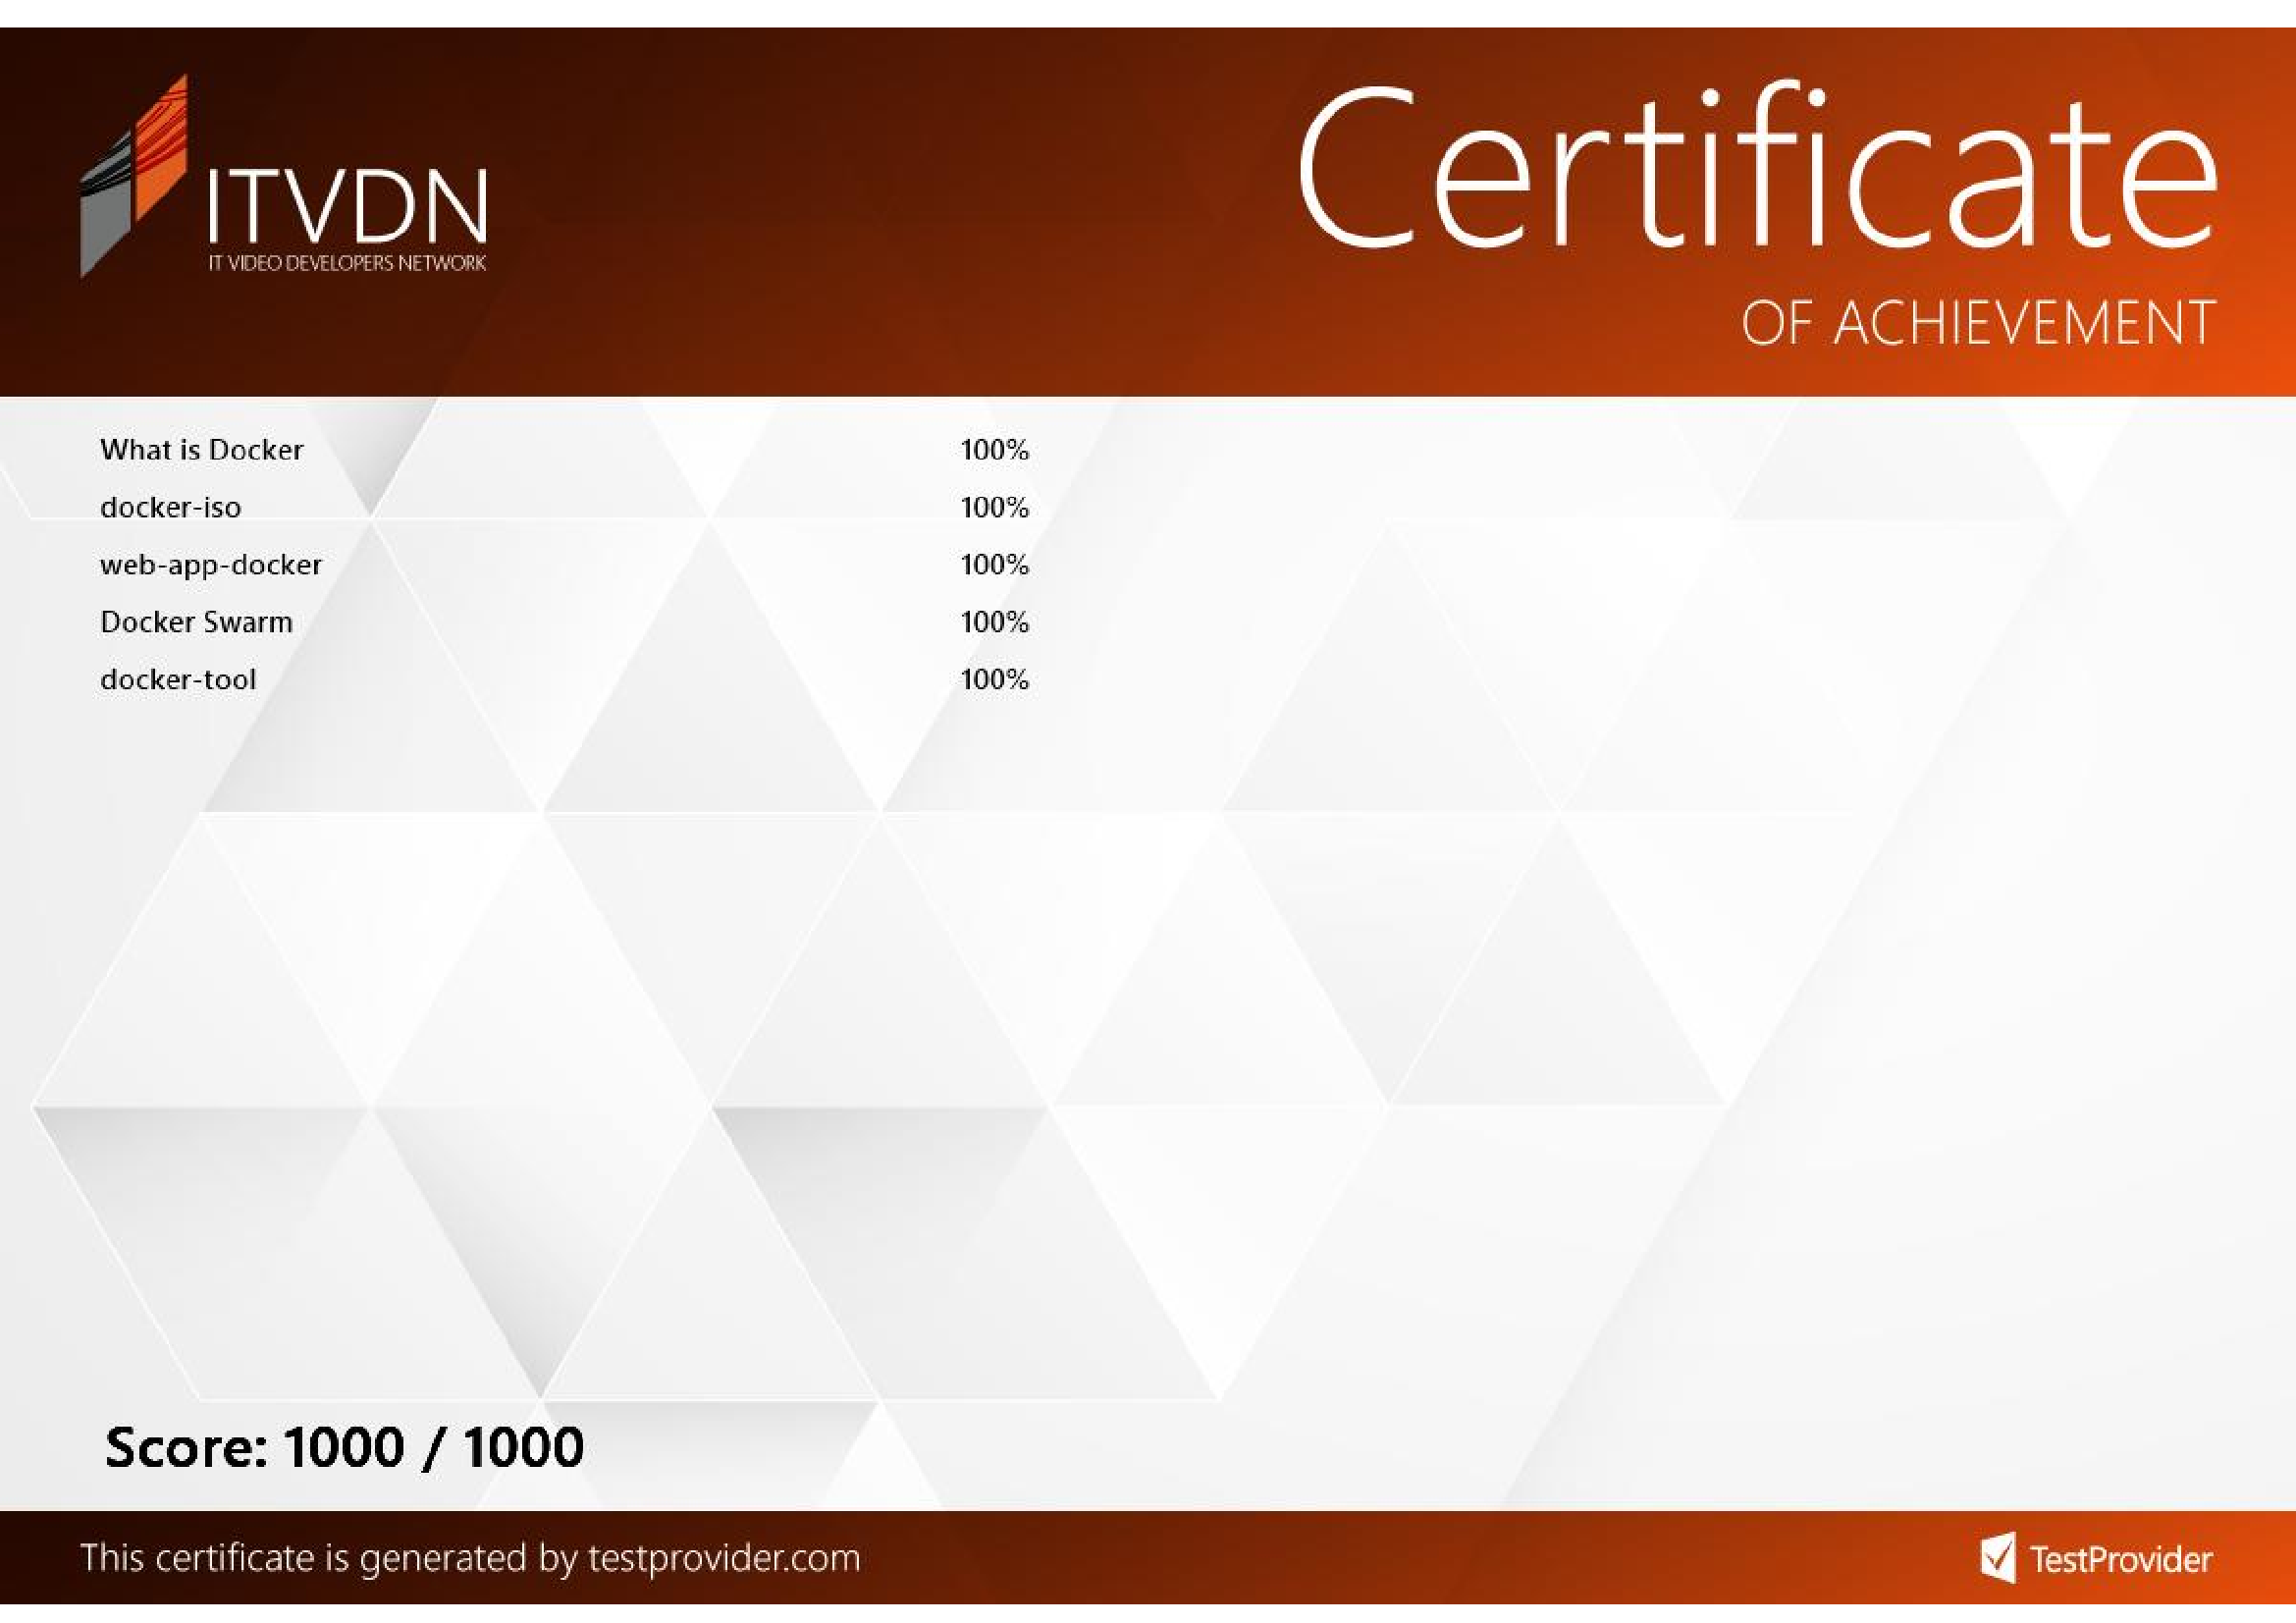 ITVDN
IT VIDEO DEVELOPERS NETWORK
Certificate
OF ACHIEVEMENT
What is Docker 100%
docker-iso 100%
web-app-docker 100%
Docker Swarm 100%
docker-tool 100%
Score: 1000 / 1000
This certificate is generated by testprovider.com
TestProvider